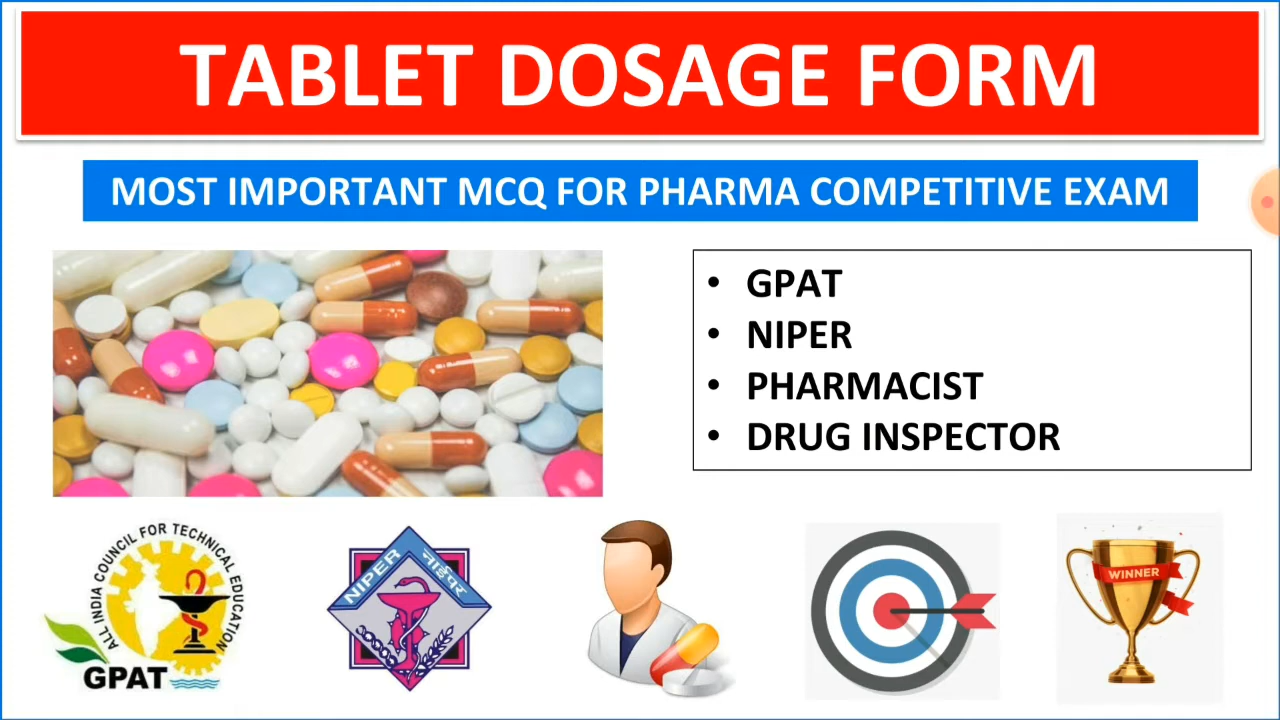 TABLET DOSAGE FORM
MOST IMPORTANT MCQ FOR PHARMA COMPETITIVE EXAM
• GPAT
• NIPER
• PHARMACIST
• DRUG INSPECTOR
ALL INDIA COUNCIL FOR TECHNICAL EDUCATION
GPAT
NIPER
नाईपर
WINNER